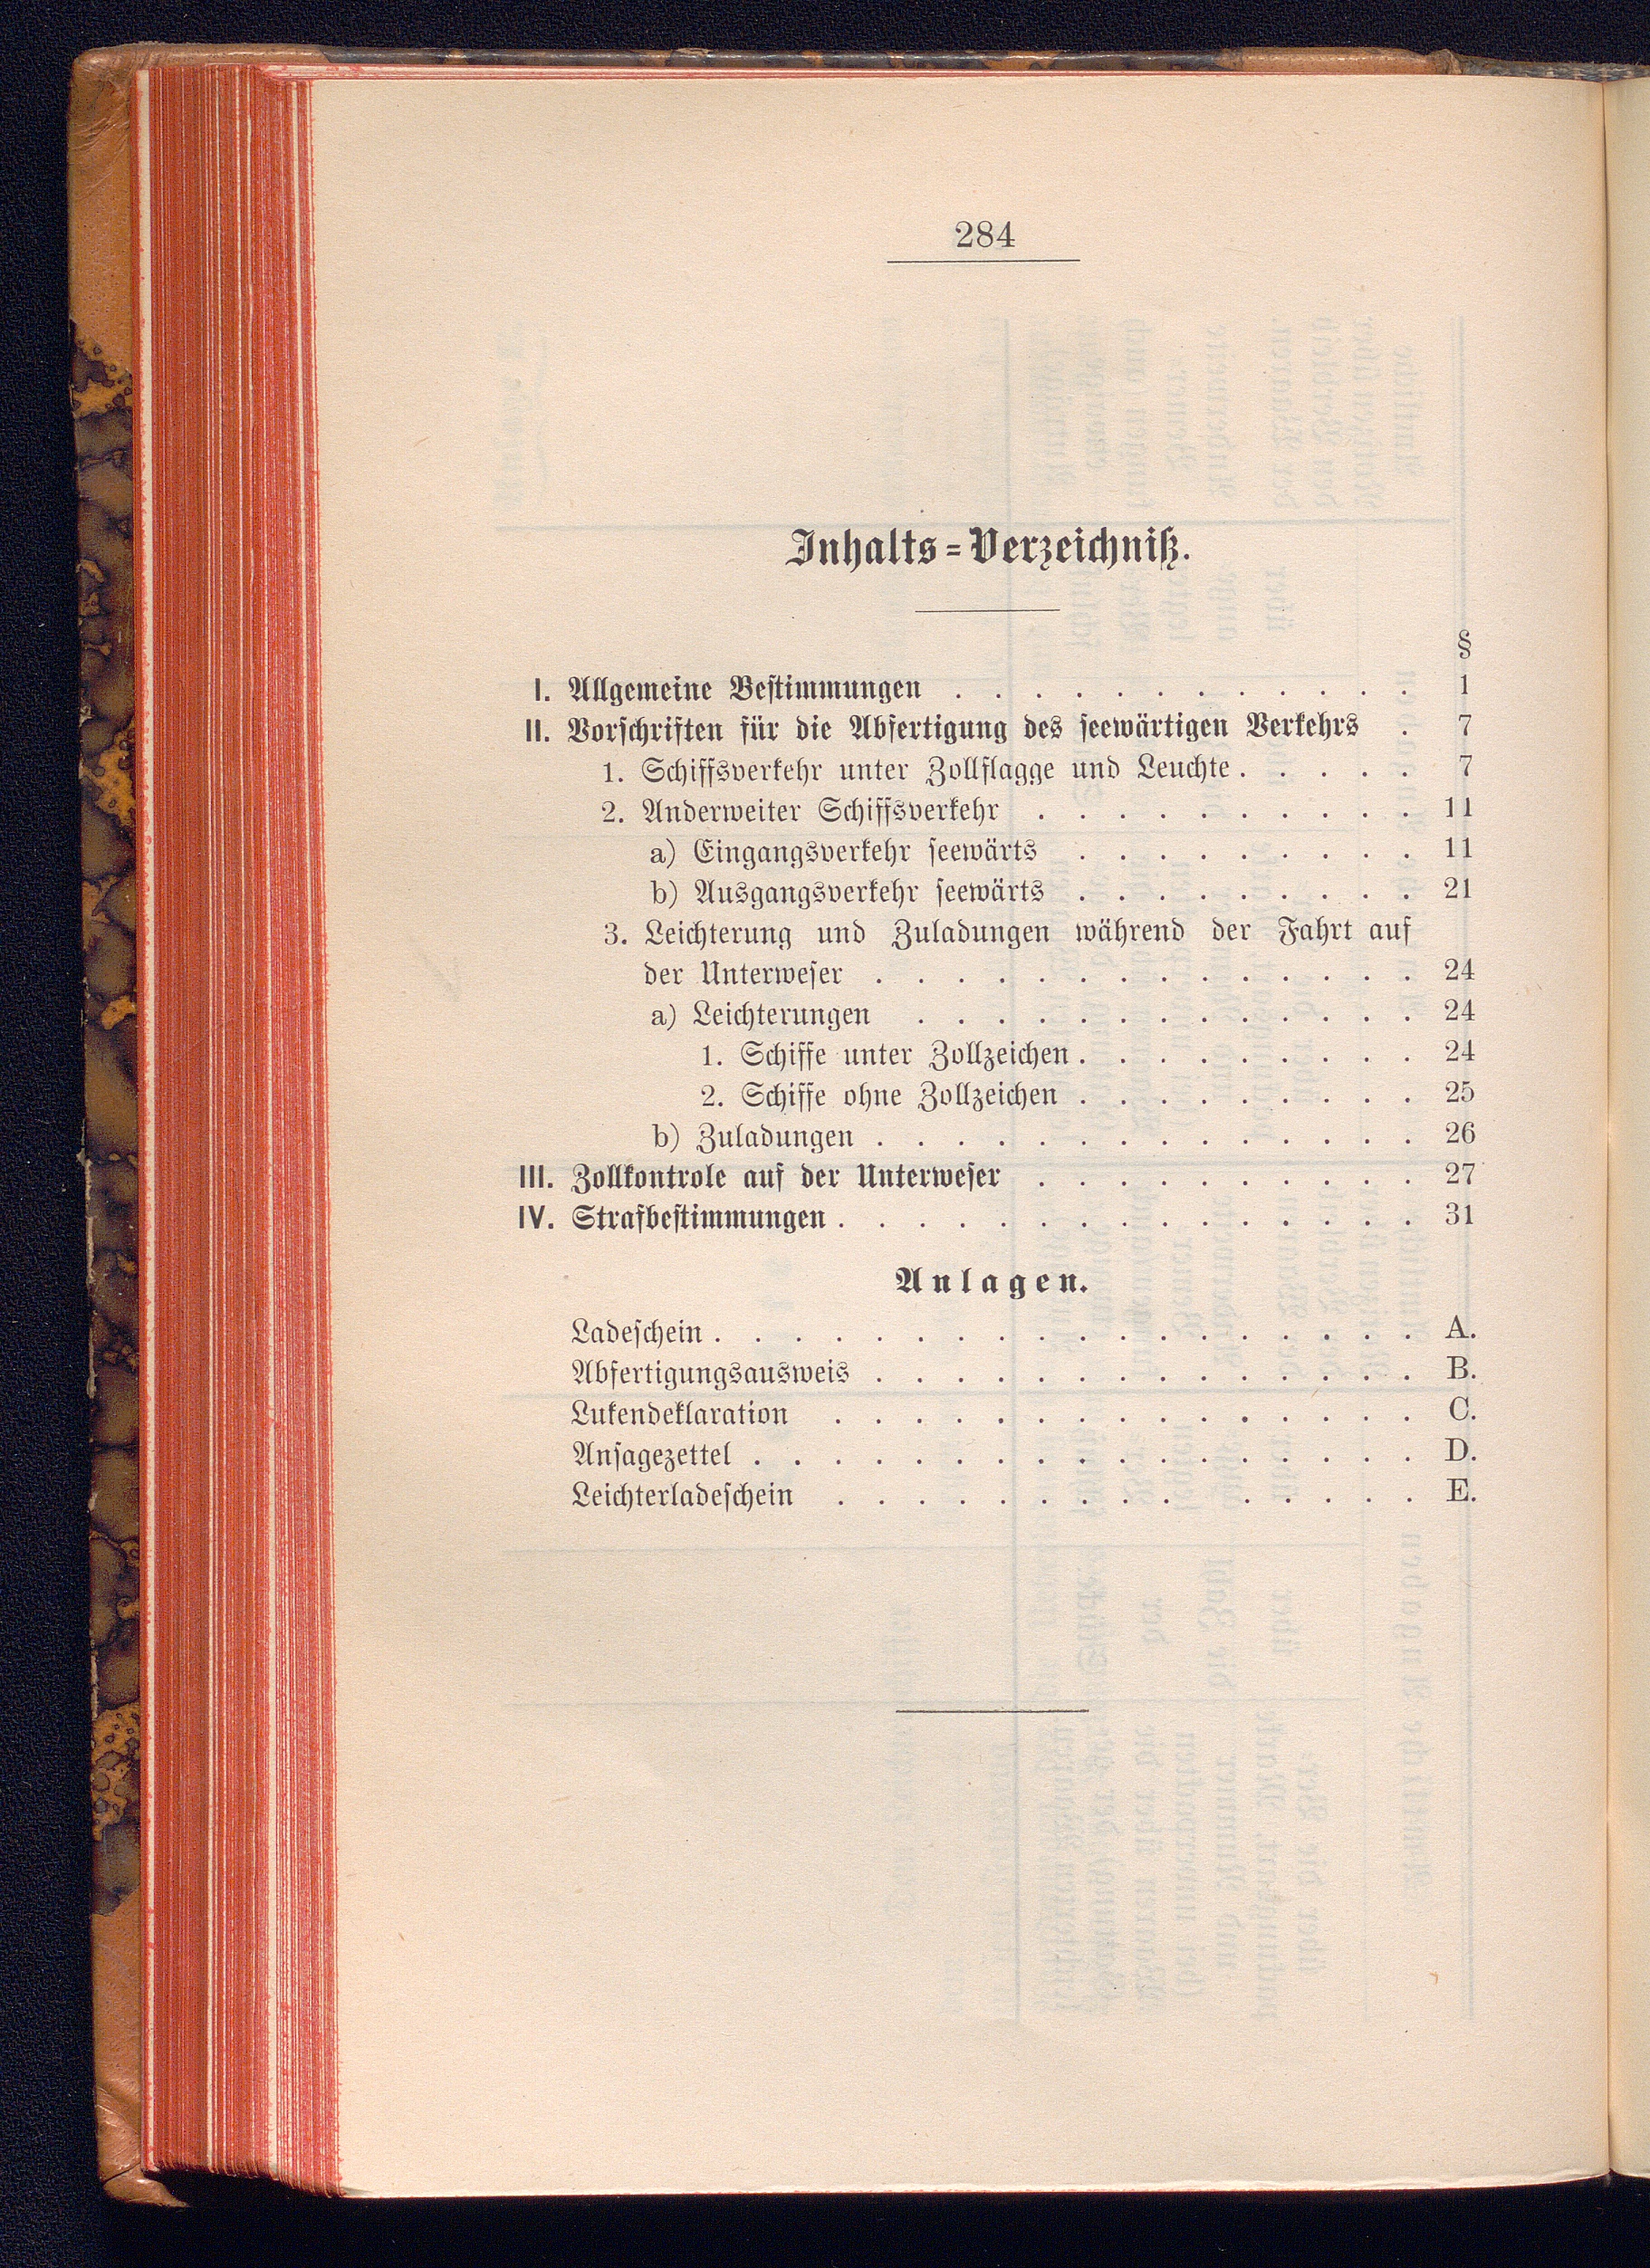 284
Inhalts=Verzeichniß.
§
I. Allgemeine Bestimmungen . . . . . . . . . . . . 1
II. Vorschriften für die Abfertigung des seewärtigen Verkehrs . 7
1. Schiffsverkehr unter Zollflagge und Leuchte . . . . . 7
2. Anderweiter Schiffsverkehr . . . . . . . . . . 11
a) Eingangsverkehr seewärts . . . . . . . . . 11
b) Ausgangsverkehr seewärts . . . . . . . . . 21
3. Leichterung und Zuladungen während der Fahrt auf
der Unterweser . . . . . . . . . . . . . . 24
a) Leichterungen . . . . . . . . . . . . . 24
1. Schiffe unter Zollzeichen . . . . . . . . . 24
2. Schiffe ohne Zollzeichen . . . . . . . . . 25
b) Zuladungen . . . . . . . . . . . . . . 26
III. Zollkontrole auf der Unterweser . . . . . . . . . . 27
IV. Strafbestimmungen . . . . . . . . . . . . . . . 31
Anlagen.
Ladeschein . . . . . . . . . . . . . . . . . . A.
Abfertigungsausweis . . . . . . . . . . . . . . B.
Lukendeklaration . . . . . . . . . . . . . . . C.
Ansagezettel . . . . . . . . . . . . . . . . . D.
Leichterladeschein . . . . . . . . . . . . . . E.